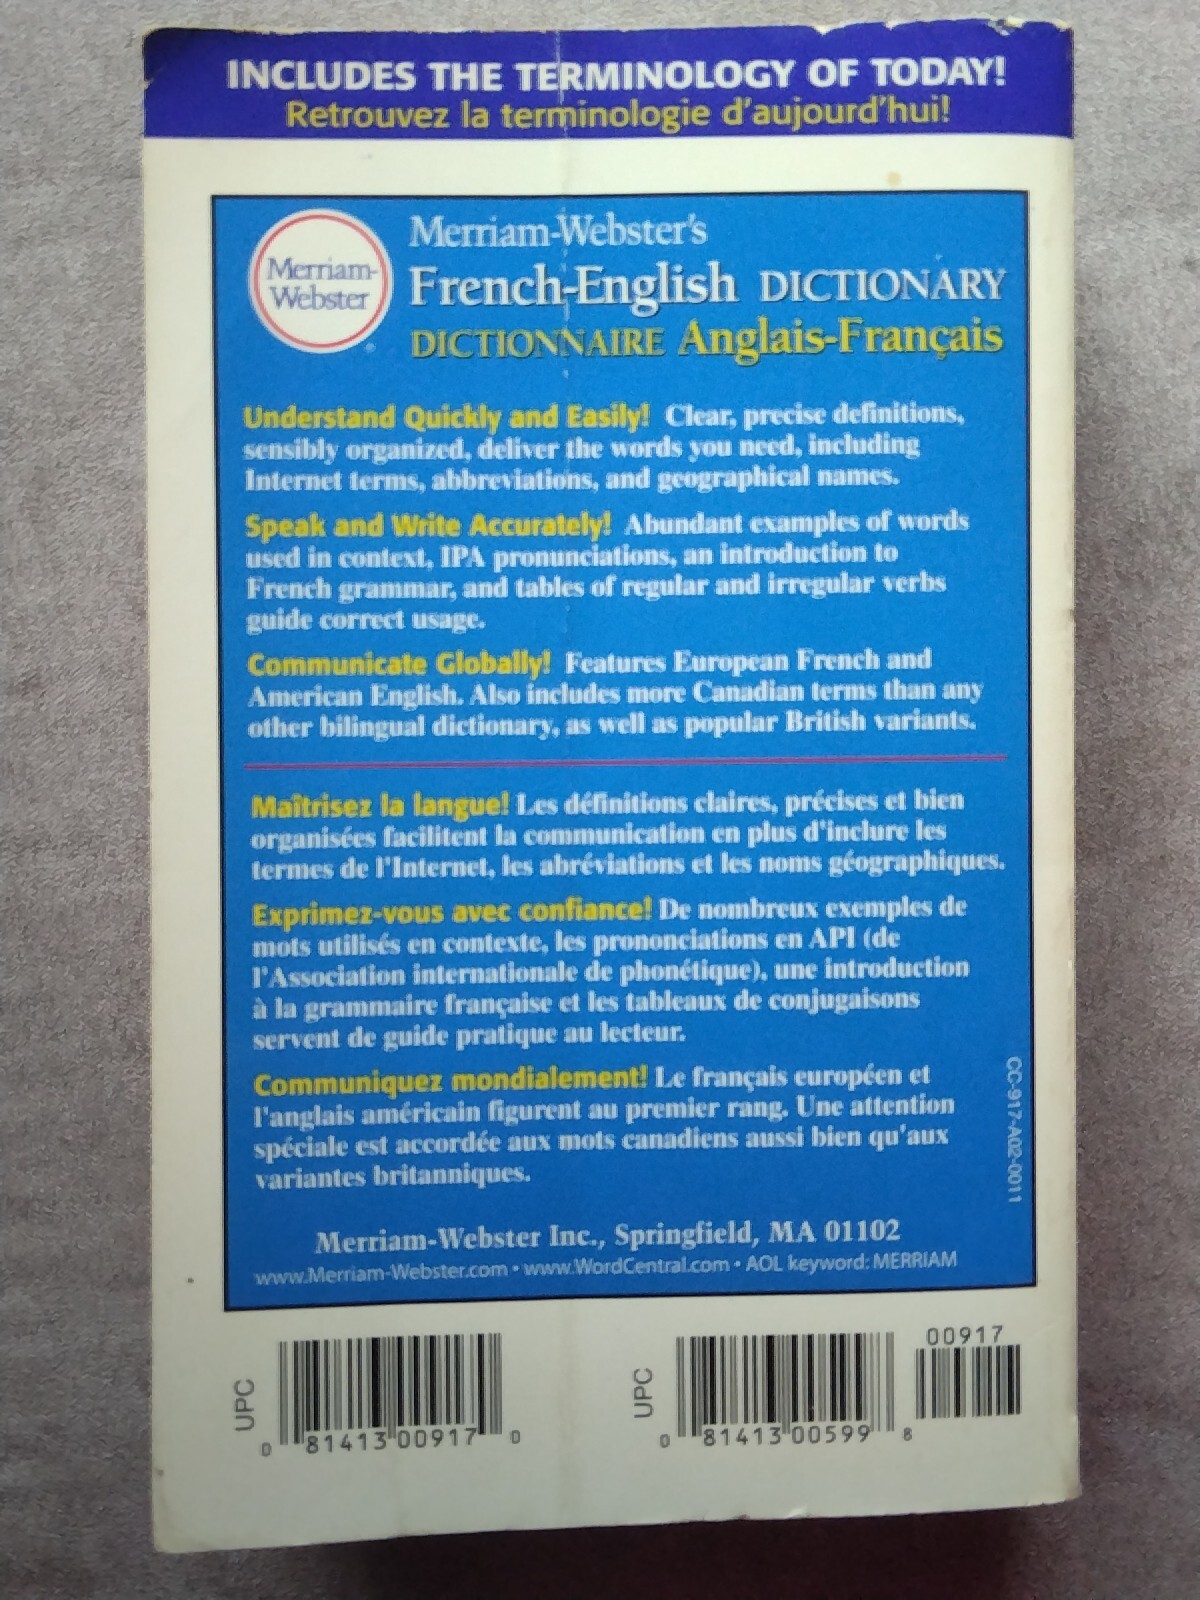 INCLUDES THE TERMINOLOGY OF TODAY!
Retrouvez la terminologie d'aujourd'hui!
Merriam-
Webster
®
Merriam-Webster's
French-English DICTIONARY
DICTIONNAIRE Anglais-Français
Understand Quickly and Easily! Clear, precise definitions,
sensibly organized, deliver the words you need, including
Internet terms, abbreviations, and geographical names.
Speak and Write Accurately! Abundant examples of words
used in context, IPA pronunciations, an introduction to
French grammar, and tables of regular and irregular verbs
guide correct usage.
Communicate Globally! Features European French and
American English. Also includes more Canadian terms than any
other bilingual dictionary, as well as popular British variants.
Maîtrisez la langue! Les définitions claires, précises et bien
organisées facilitent la communication en plus d'inclure les
termes de l'Internet, les abréviations et les noms géographiques.
Exprimez-vous avec confiance! De nombreux exemples de
mots utilisés en contexte, les prononciations en API (de
l'Association internationale de phonétique), une introduction
à la grammaire française et les tableaux de conjugaisons
servent de guide pratique au lecteur.
Communiquez mondialement! Le français européen et
l'anglais américain figurent au premier rang. Une attention
spéciale est accordée aux mots canadiens aussi bien qu'aux
variantes britanniques.
CC-917-A02-0011
Merriam-Webster Inc., Springfield, MA 01102
www.Merriam-Webster.com • www.WordCentral.com • AOL keyword: MERRIAM
UPC
0 81413 00917 0
UPC
0 81413 00599 8
00917